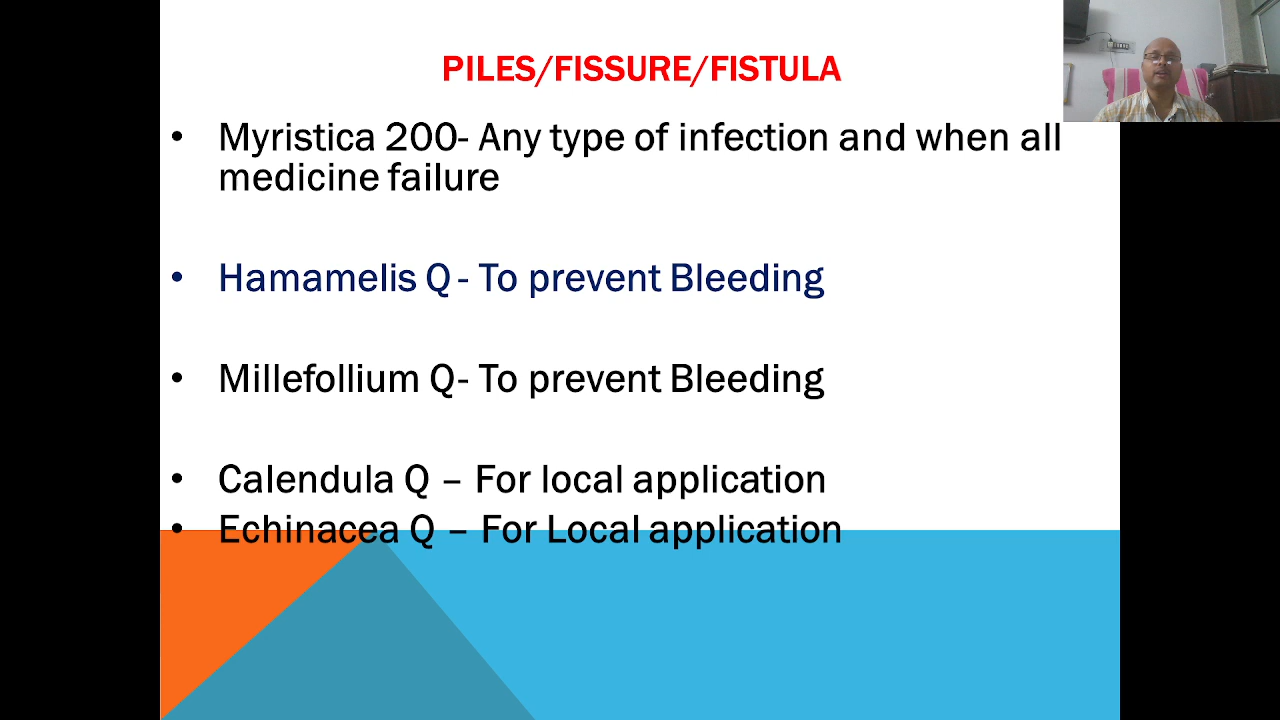 PILES/FISSURE/FISTULA
• Myristica 200- Any type of infection and when all
medicine failure
• Hamamelis Q - To prevent Bleeding
• Millefollium Q- To prevent Bleeding
• Calendula Q – For local application
• Echinacea Q – For Local application